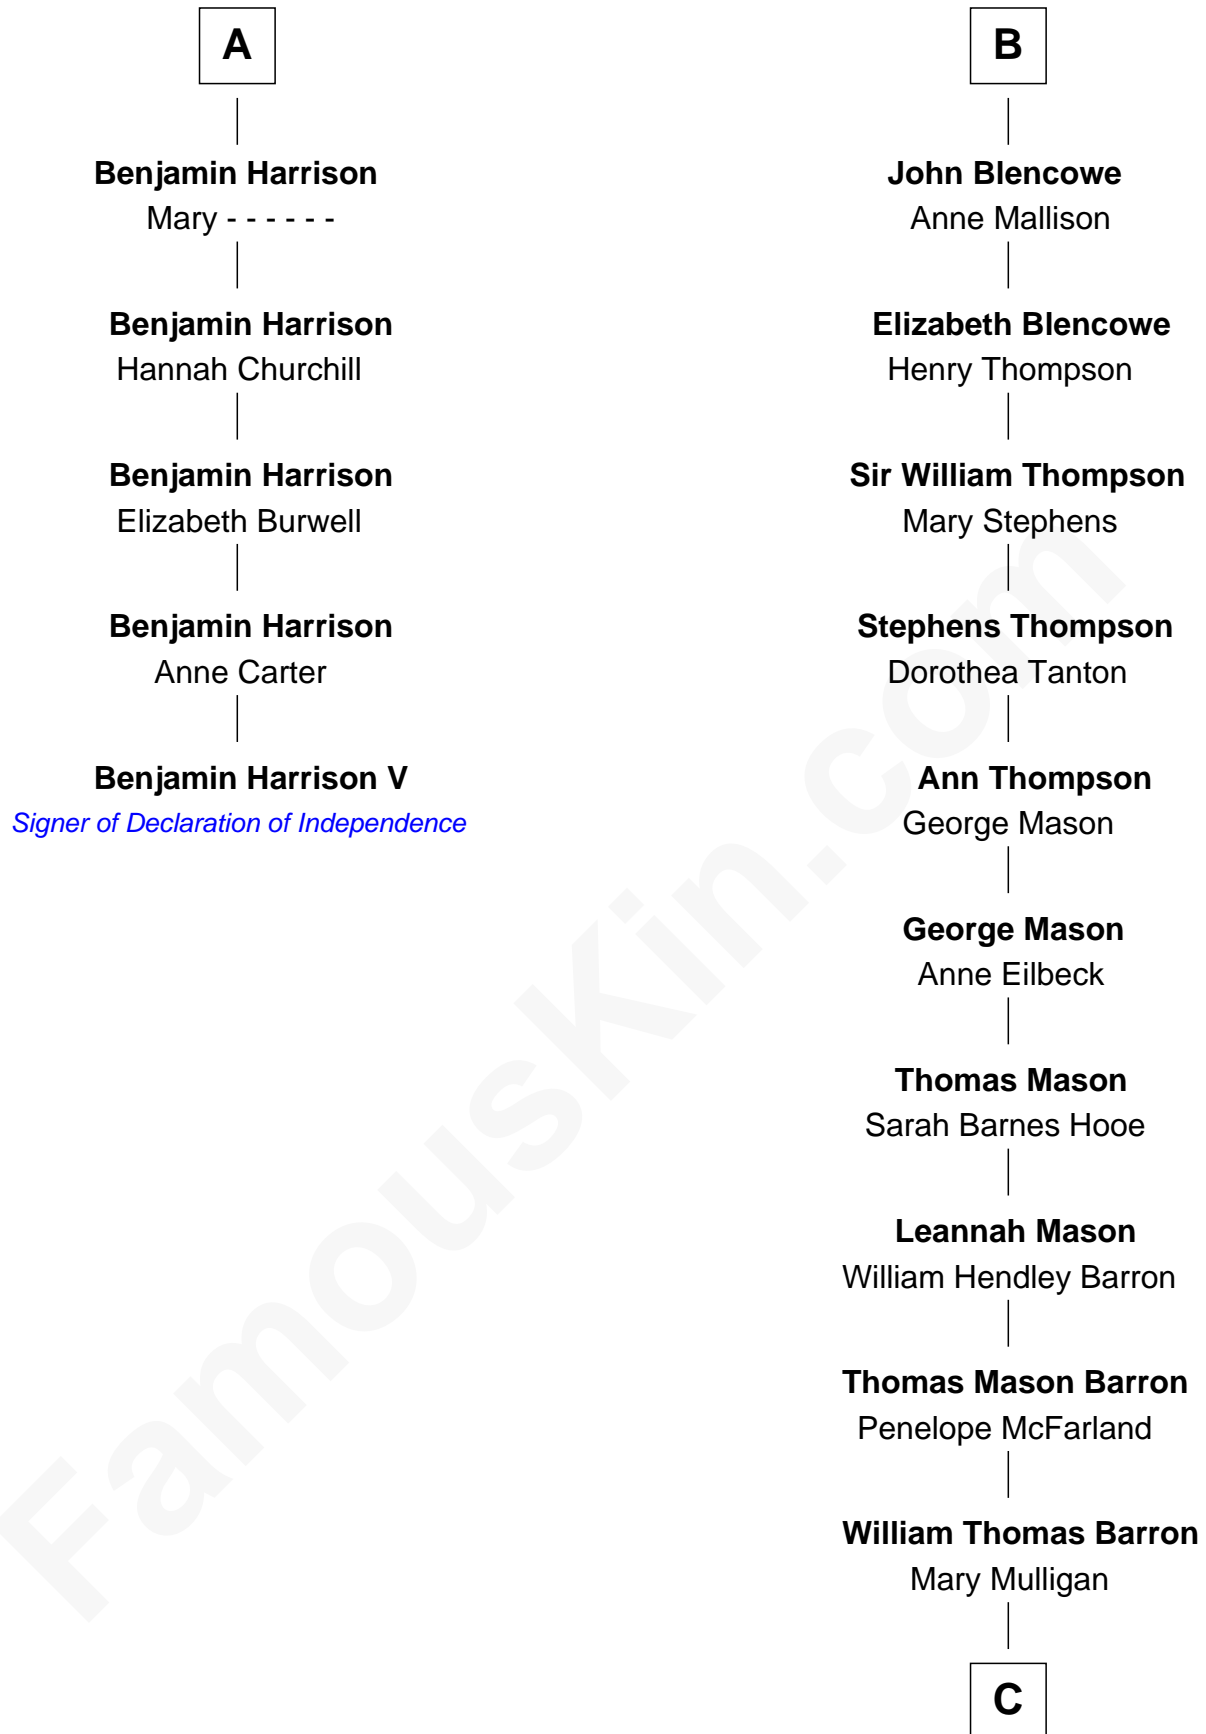 A
Benjamin Harrison
Mary - - - - - -
Benjamin Harrison
Hannah Churchill
Benjamin Harrison
Elizabeth Burwell
Benjamin Harrison
Anne Carter
Benjamin Harrison V
Signer of Declaration of Independence
B
John Blencowe
Anne Mallison
Elizabeth Blencowe
Henry Thompson
Sir William Thompson
Mary Stephens
Stephens Thompson
Dorothea Tanton
Ann Thompson
George Mason
George Mason
Anne Eilbeck
Thomas Mason
Sarah Barnes Hooe
Leannah Mason
William Hendley Barron
Thomas Mason Barron
Penelope McFarland
William Thomas Barron
Mary Mulligan
C
FamousKin.com